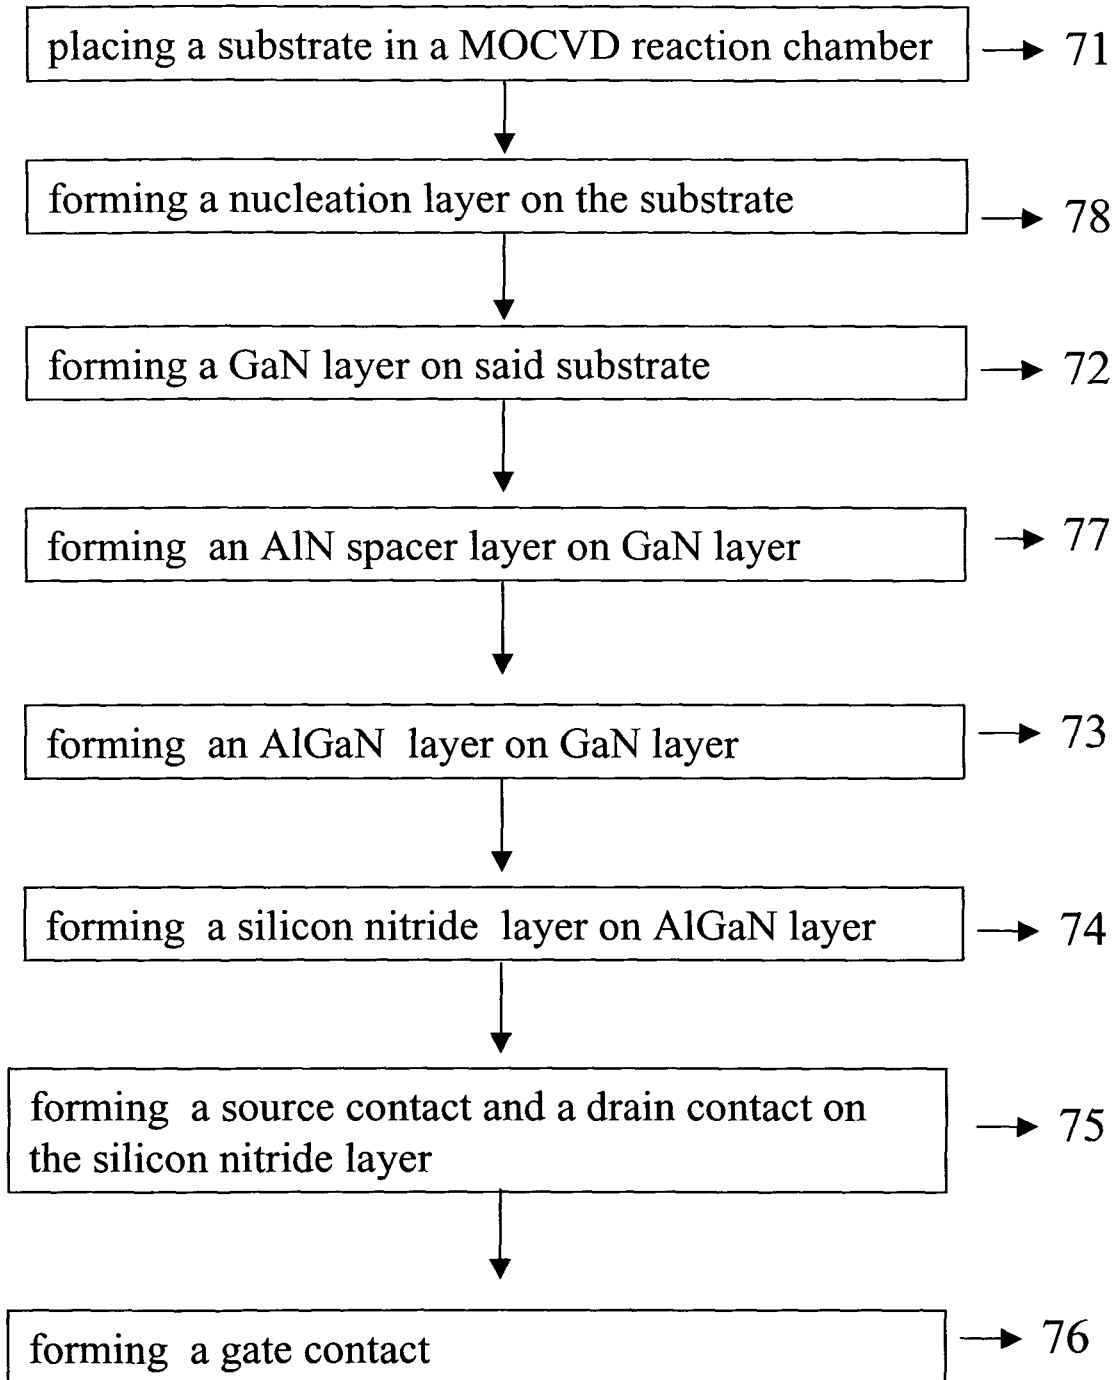 placing a substrate in a MOCVD reaction chamber 71
forming a nucleation layer on the substrate 78
forming a GaN layer on said substrate 72
forming an AlN spacer layer on GaN layer 77
forming an AlGaN layer on GaN layer 73
forming a silicon nitride layer on AlGaN layer 74
forming a source contact and a drain contact on
the silicon nitride layer 75
forming a gate contact 76